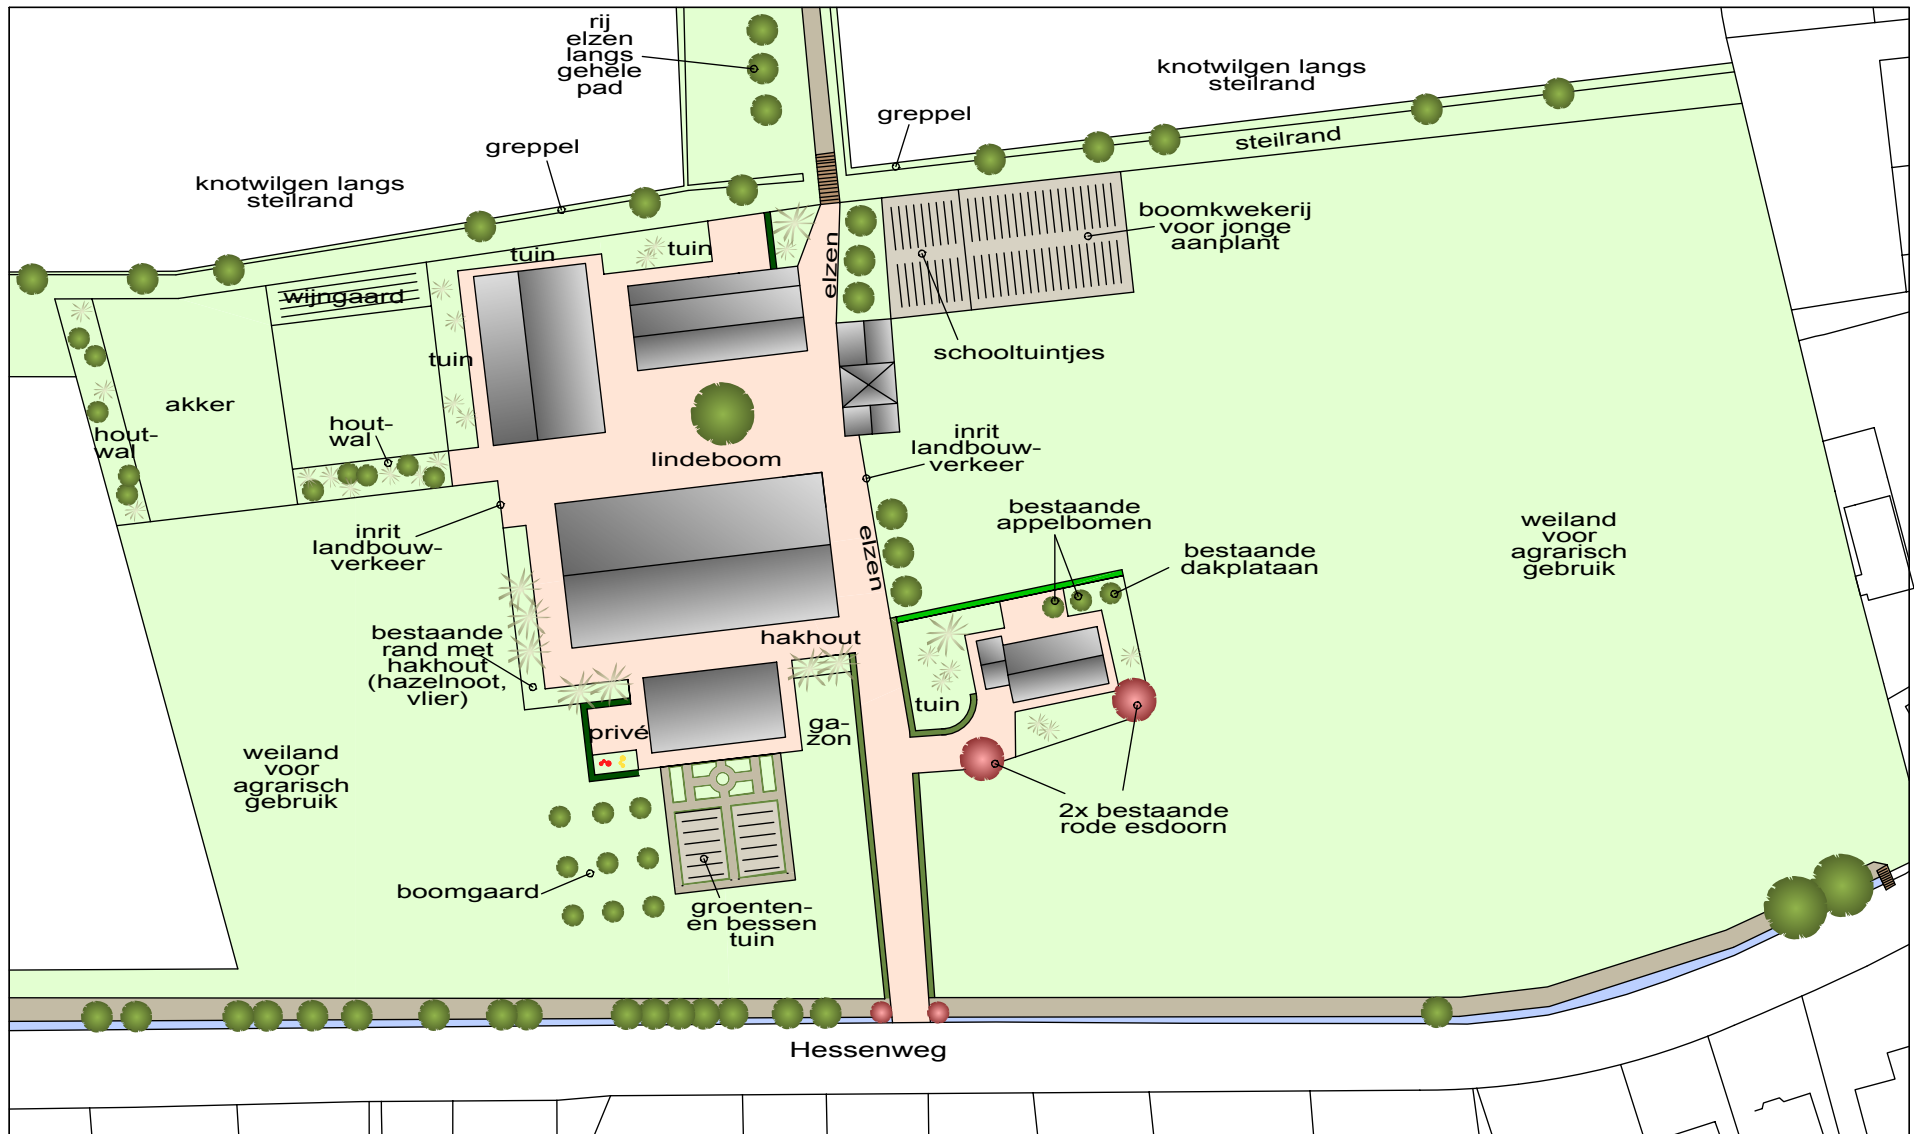 rij
elzen
langs
gehele
pad
knotwilgen langs
steilrand
greppel
greppel
steilrand
knotwilgen langs
steilrand
boomkwekerij
voor jonge
aanplant
tuin
tuin
elzen
wijngaard
tuin
schooltuintjes
akker
hout-
wal
hout-
wal
lindeboom
inrit
landbouw-
verkeer
inrit
landbouw-
verkeer
elzen
bestaande
appelbomen
bestaande
dakplataan
weiland
voor
agrarisch
gebruik
bestaande
rand met
hakhout
(hazelnoot,
vlier)
hakhout
tuin
privé
ga-
zon
weiland
voor
agrarisch
gebruik
2x bestaande
rode esdoorn
boomgaard
groenten-
en bessen
tuin
Hessenweg